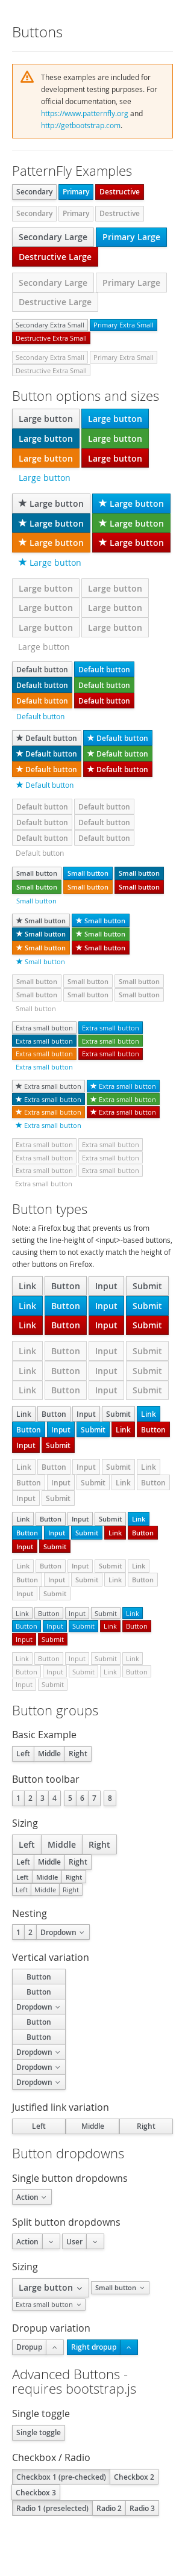 Buttons
These examples are included for
development testing purposes. For
official documentation, see
https://www.patternfly.org and
http://getbootstrap.com.
PatternFly Examples
Secondary Primary Destructive
Secondary Primary Destructive
Secondary Large Primary Large
Destructive Large
Secondary Large Primary Large
Destructive Large
Secondary Extra Small Primary Extra Small
Destructive Extra Small
Secondary Extra Small Primary Extra Small
Destructive Extra Small
Button options and sizes
Large button Large button
Large button Large button
Large button Large button
Large button
Large button Large button
Large button Large button
Large button Large button
Large button
Large button Large button
Large button Large button
Large button Large button
Large button
Default button Default button
Default button Default button
Default button Default button
Default button
Default button Default button
Default button Default button
Default button Default button
Default button
Default button Default button
Default button Default button
Default button Default button
Default button
Small button Small button Small button
Small button Small button Small button
Small button
Small button Small button
Small button Small button
Small button Small button
Small button
Small button Small button Small button
Small button Small button Small button
Small button
Extra small button Extra small button
Extra small button Extra small button
Extra small button Extra small button
Extra small button
Extra small button Extra small button
Extra small button Extra small button
Extra small button Extra small button
Extra small button
Extra small button Extra small button
Extra small button Extra small button
Extra small button Extra small button
Extra small button
Button types
Note: a Firefox bug that prevents us from
setting the line-height of <input>-based buttons,
causing them to not exactly match the height of
other buttons on Firefox.
Link Button Input Submit
Link Button Input Submit
Link Button Input Submit
Link Button Input Submit
Link Button Input Submit
Link Button Input Submit
Link Button Input Submit Link
Button Input Submit Link Button
Input Submit
Link Button Input Submit Link
Button Input Submit Link Button
Input Submit
Link Button Input Submit Link
Button Input Submit Link Button
Input Submit
Link Button Input Submit Link
Button Input Submit Link Button
Input Submit
Link Button Input Submit Link
Button Input Submit Link Button
Input Submit
Link Button Input Submit Link
Button Input Submit Link Button
Input Submit
Button groups
Basic Example
Left Middle Right
Button toolbar
1 2 3 4 5 6 7 8
Sizing
Left Middle Right
Left Middle Right
Left Middle Right
Left Middle Right
Nesting
1 2 Dropdown
Vertical variation
Button
Button
Dropdown
Button
Button
Dropdown
Dropdown
Dropdown
Justified link variation
Left Middle Right
Button dropdowns
Single button dropdowns
Action
Split button dropdowns
Action User
Sizing
Large button Small button
Extra small button
Dropup variation
Dropup Right dropup
Advanced Buttons -
requires bootstrap.js
Single toggle
Single toggle
Checkbox / Radio
Checkbox 1 (pre-checked) Checkbox 2
Checkbox 3
Radio 1 (preselected) Radio 2 Radio 3